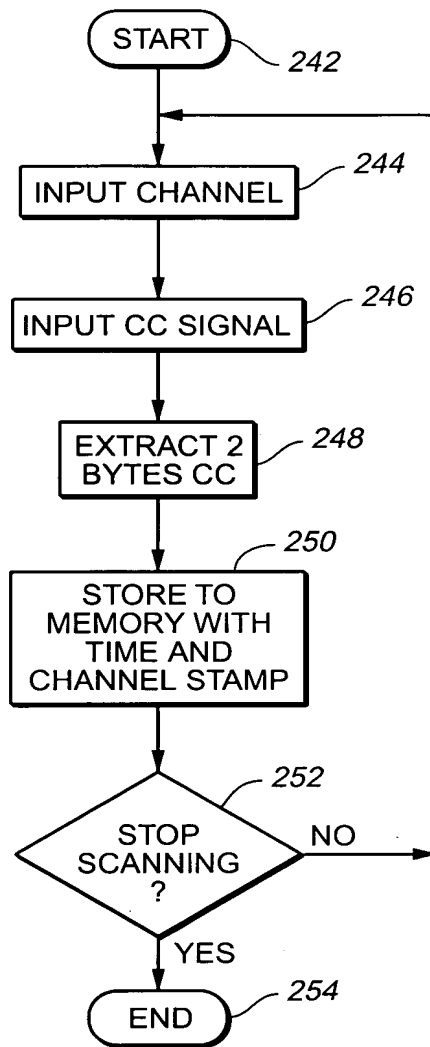 START
242
INPUT CHANNEL
244
INPUT CC SIGNAL
246
EXTRACT 2
BYTES CC
248
250
STORE TO
MEMORY WITH
TIME AND
CHANNEL STAMP
252
STOP
SCANNING
?
NO
YES
END
254